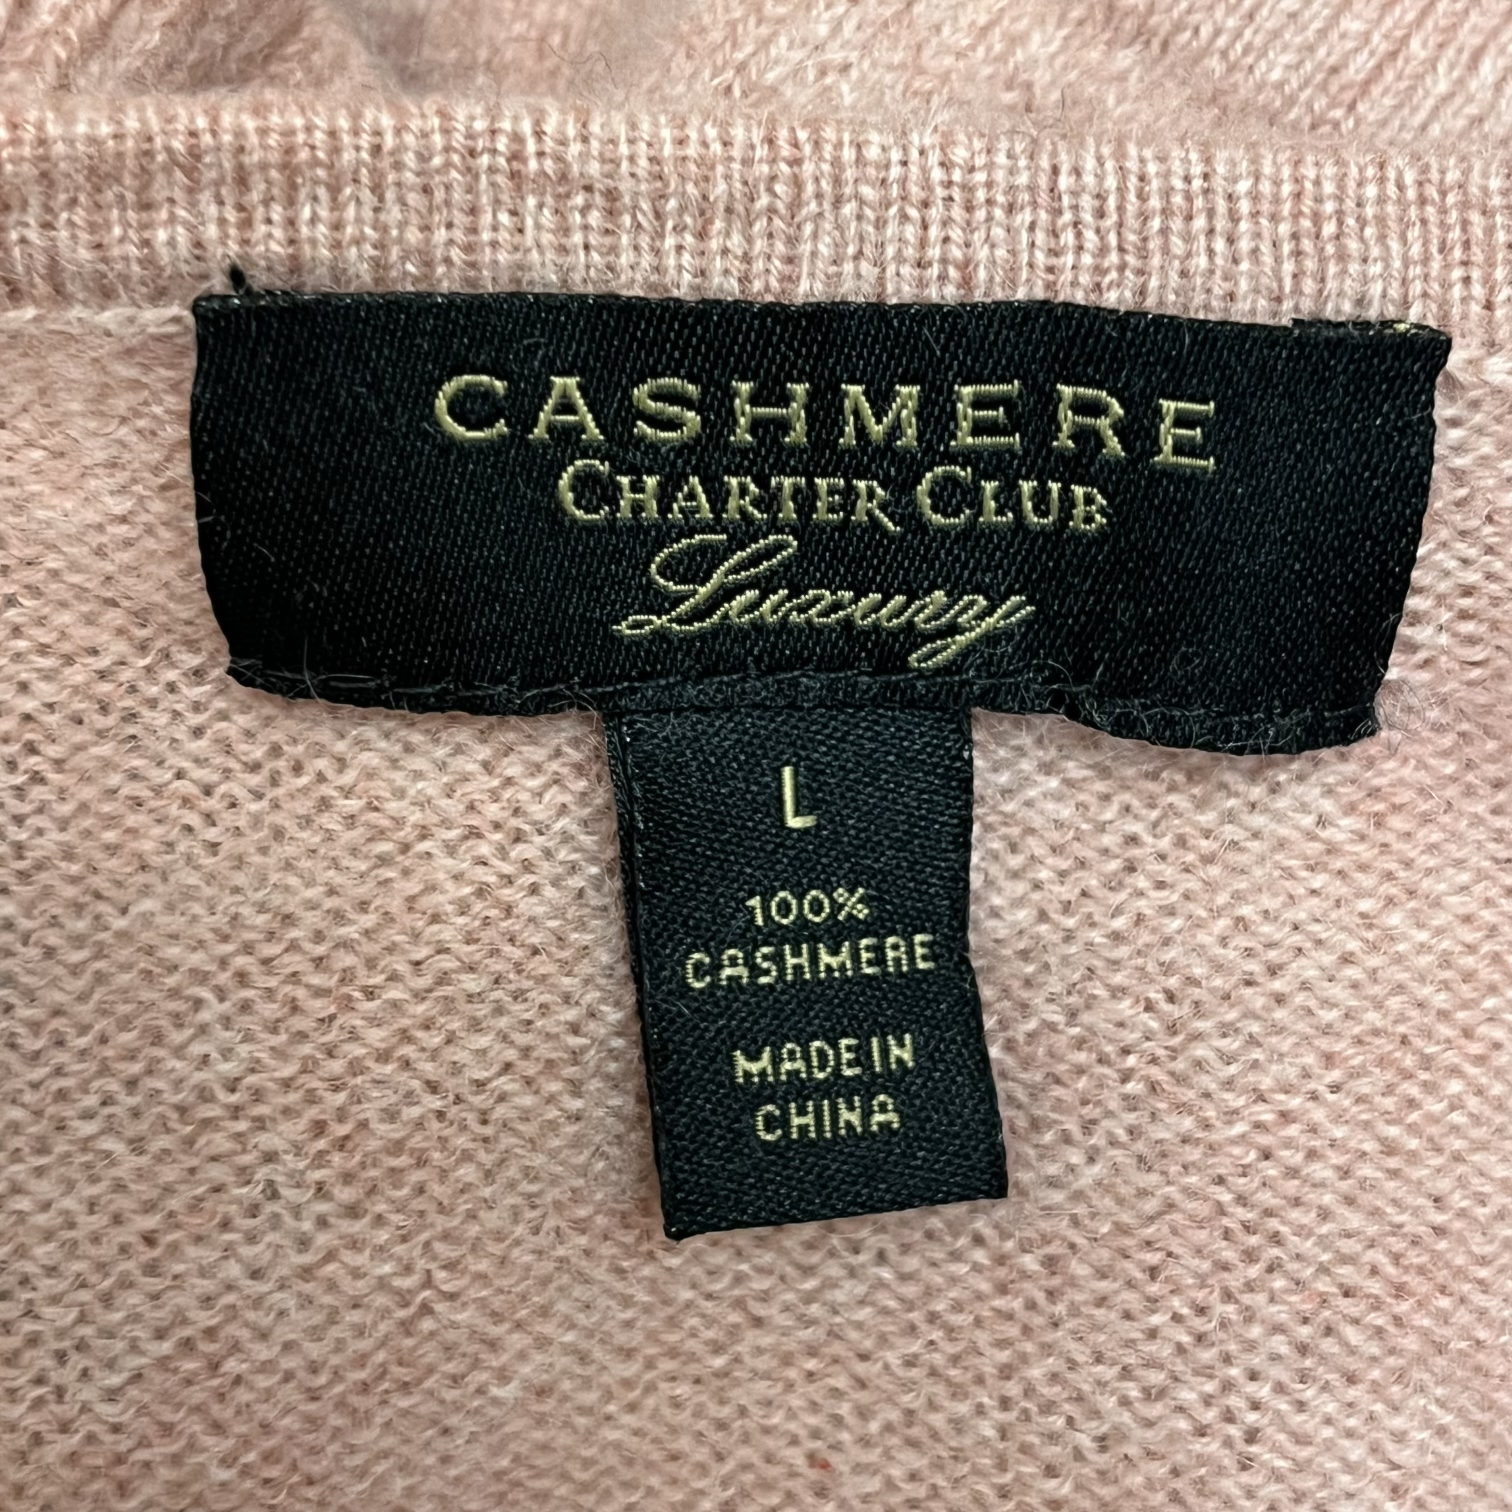 CASHMERE
CHARTER CLUB
Luxury
L
100%
CASHMERE
MADE IN
CHINA